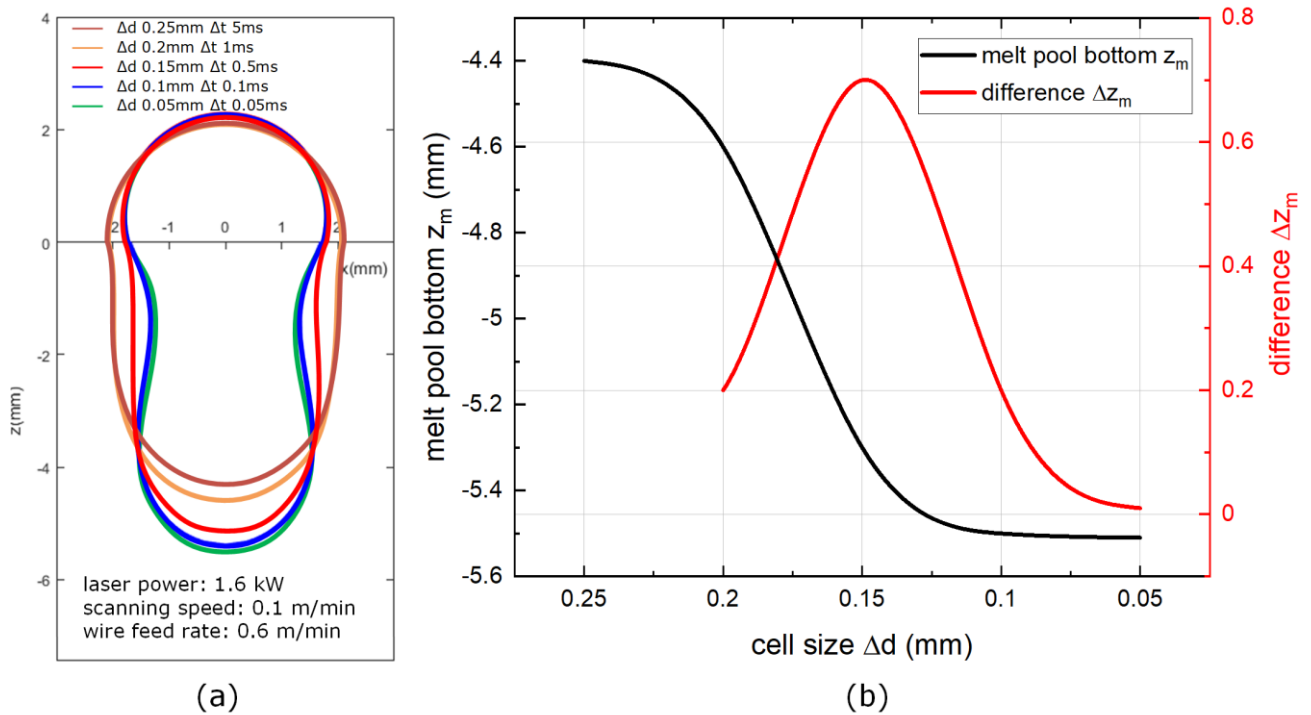 Δd 0.25mm Δt 5ms
Δd 0.2mm Δt 1ms
Δd 0.15mm Δt 0.5ms
Δd 0.1mm Δt 0.1ms
Δd 0.05mm Δt 0.05ms
4
2
0
-2
-4
-6
z(mm)
2 -1 0 1 2
x(mm)
laser power: 1.6 kW
scanning speed: 0.1 m/min
wire feed rate: 0.6 m/min
(a)
melt pool bottom z_m
difference Δz_m
melt pool bottom z_m (mm)
-4.4
-4.6
-4.8
-5
-5.2
-5.4
-5.6
0.25 0.2 0.15 0.1 0.05
cell size Δd (mm)
0.8
0.6
0.4
0.2
0
difference Δz_m
(b)